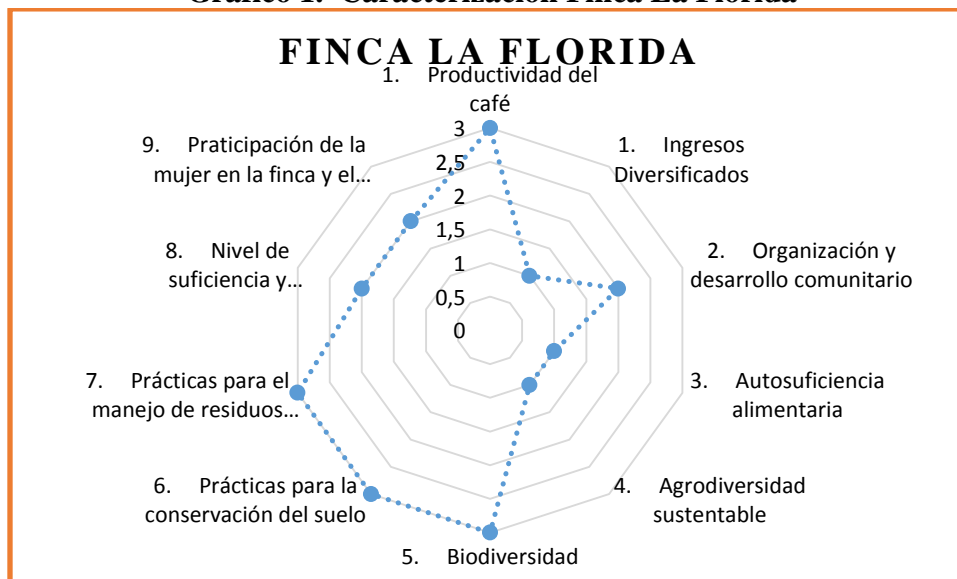 Gráfico 1. Caracterización Finca La Florida
FINCA LA FLORIDA
1. Productividad del
café
1. Ingresos
Diversificados
2. Organización y
desarrollo comunitario
3. Autosuficiencia
alimentaria
4. Agrodiversidad
sustentable
5. Biodiversidad
6. Prácticas para la
conservación del suelo
7. Prácticas para el
manejo de residuos…
8. Nivel de
suficiencia y…
9. Praticipación de la
mujer en la finca y el…
3
2,5
2
1,5
1
0,5
0